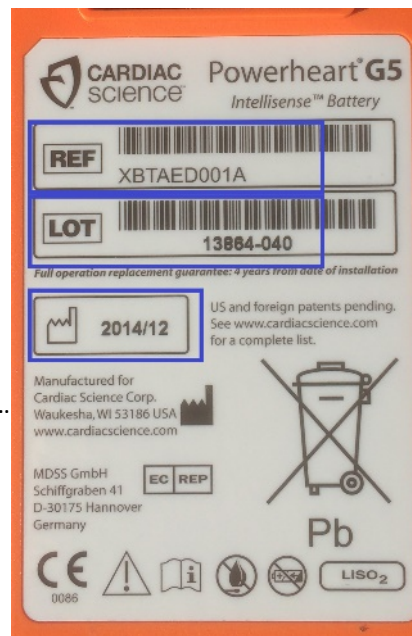 CARDIAC SCIENCE Powerheart® G5
Intellisense™ Battery
REF
XBTAED001A
LOT
13864-040
Full operation replacement guarantee: 4 years from date of installation
2014/12
US and foreign patents pending.
See www.cardiacscience.com
for a complete list.
Manufactured for
Cardiac Science Corp.
Waukesha, WI 53186 USA
www.cardiacscience.com
MDSS GmbH
Schiffgraben 41
D-30175 Hannover
Germany
EC REP
Pb
CE
0086
LISO₂